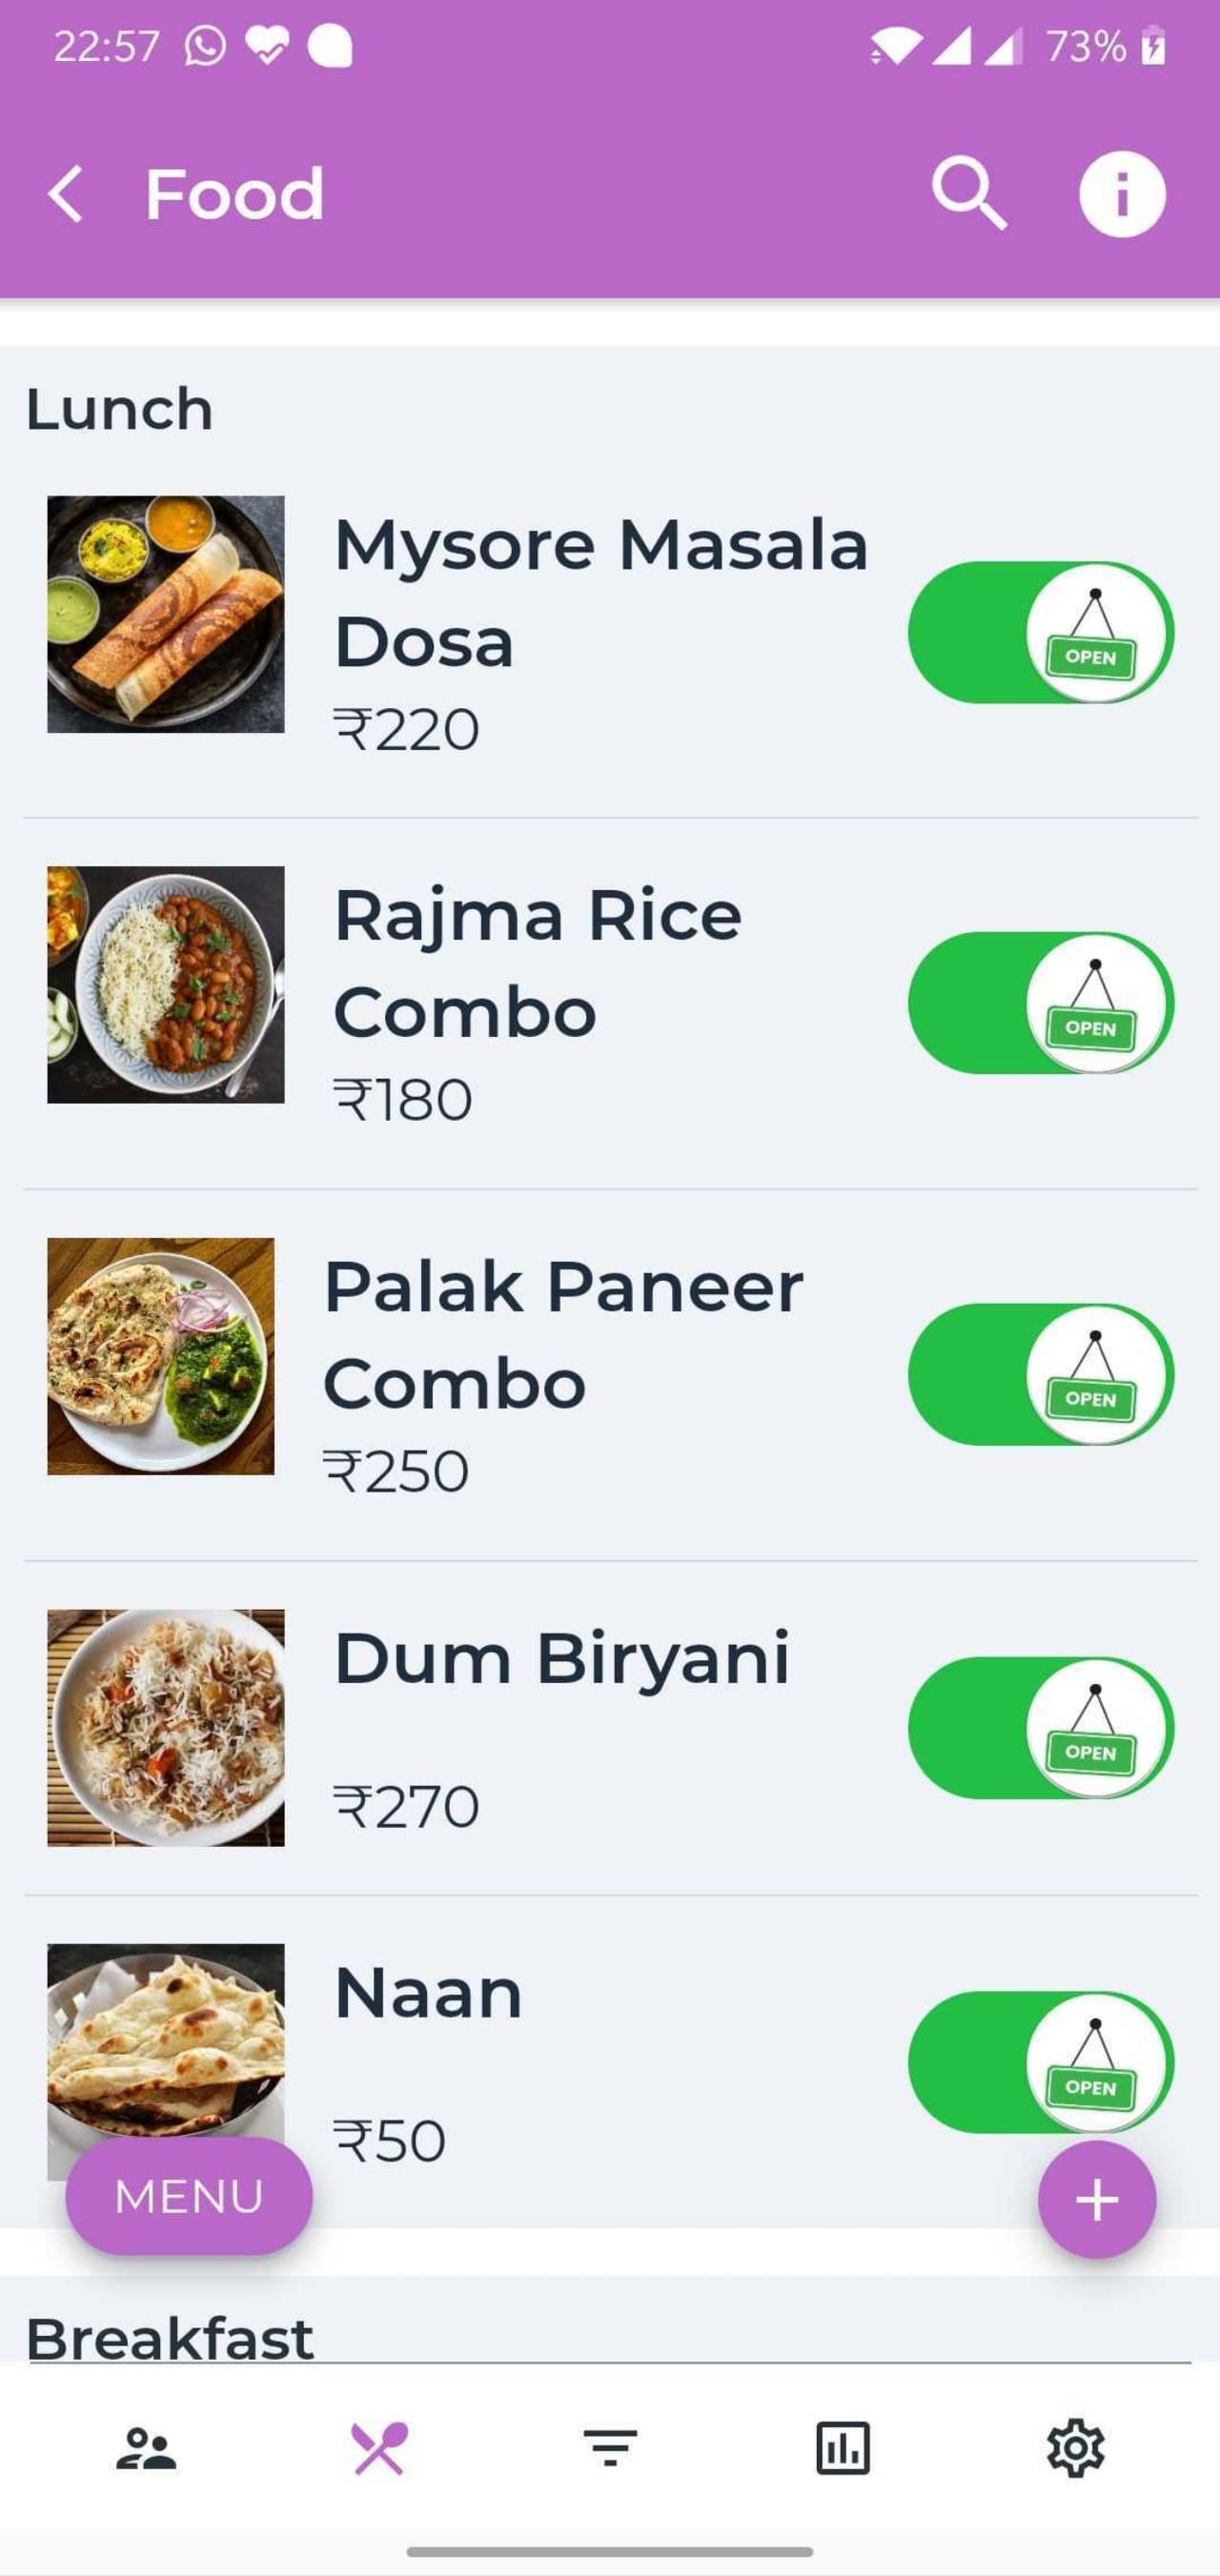 22:57
73%
Food
Lunch
Mysore Masala
Dosa
₹220
OPEN
Rajma Rice
Combo
₹180
OPEN
Palak Paneer
Combo
₹250
OPEN
Dum Biryani
₹270
OPEN
Naan
₹50
OPEN
MENU
+
Breakfast